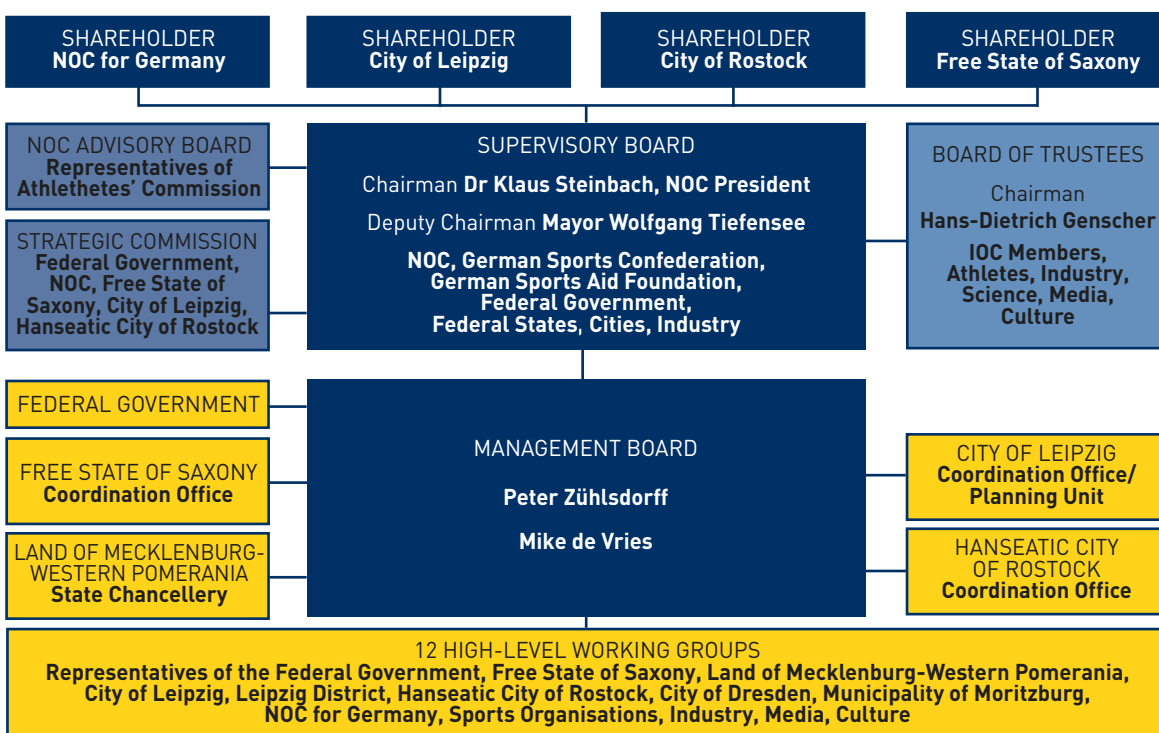 SHAREHOLDER
NOC for Germany
SHAREHOLDER
City of Leipzig
SHAREHOLDER
City of Rostock
SHAREHOLDER
Free State of Saxony
NOC ADVISORY BOARD
Representatives of
Athlethetes’ Commission
STRATEGIC COMMISSION
Federal Government,
NOC, Free State of
Saxony, City of Leipzig,
Hanseatic City of Rostock
SUPERVISORY BOARD
Chairman Dr Klaus Steinbach, NOC President
Deputy Chairman Mayor Wolfgang Tiefensee
NOC, German Sports Confederation,
German Sports Aid Foundation,
Federal Government,
Federal States, Cities, Industry
BOARD OF TRUSTEES
Chairman
Hans-Dietrich Genscher
IOC Members,
Athletes, Industry,
Science, Media,
Culture
FEDERAL GOVERNMENT
FREE STATE OF SAXONY
Coordination Office
LAND OF MECKLENBURG-
WESTERN POMERANIA
State Chancellery
MANAGEMENT BOARD
Peter Zühlsdorff
Mike de Vries
CITY OF LEIPZIG
Coordination Office/
Planning Unit
HANSEATIC CITY
OF ROSTOCK
Coordination Office
12 HIGH-LEVEL WORKING GROUPS
Representatives of the Federal Government, Free State of Saxony, Land of Mecklenburg-Western Pomerania,
City of Leipzig, Leipzig District, Hanseatic City of Rostock, City of Dresden, Municipality of Moritzburg,
NOC for Germany, Sports Organisations, Industry, Media, Culture